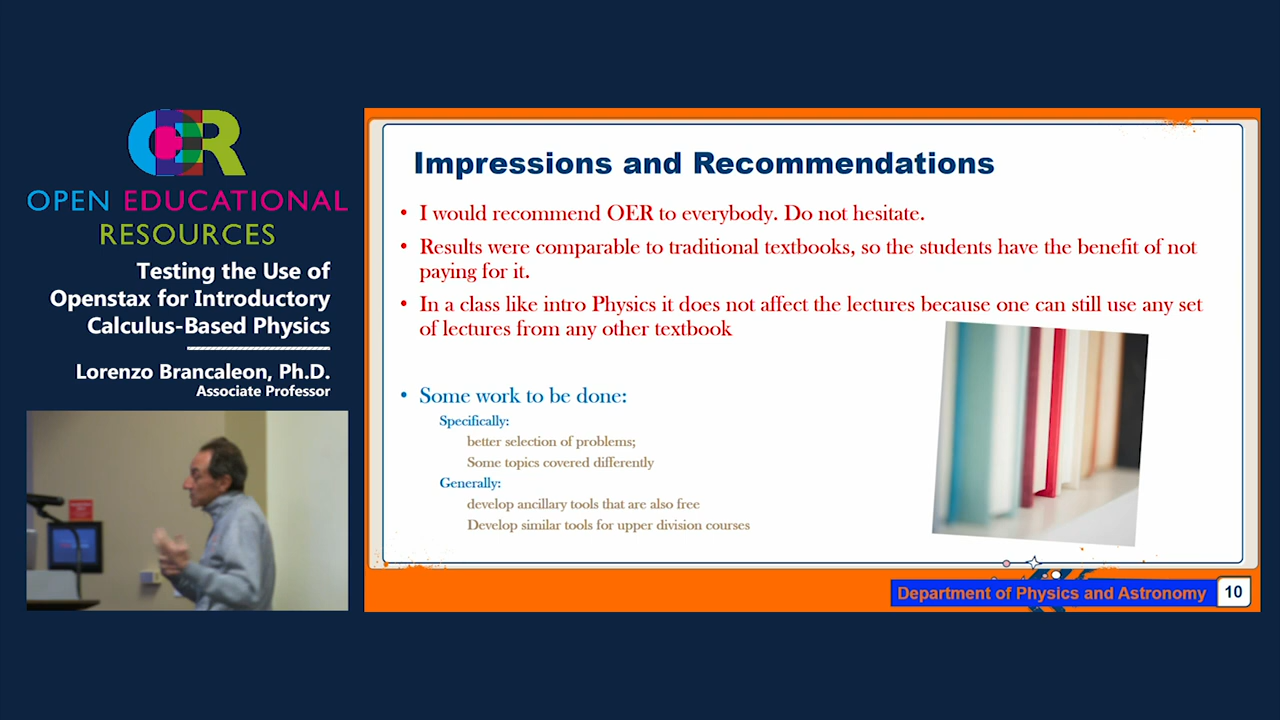 OER
OPEN EDUCATIONAL
RESOURCES
Testing the Use of
Openstax for Introductory
Calculus-Based Physics
Lorenzo Brancaleon, Ph.D.
Associate Professor
Impressions and Recommendations
• I would recommend OER to everybody. Do not hesitate.
• Results were comparable to traditional textbooks, so the students have the benefit of not
paying for it.
• In a class like intro Physics it does not affect the lectures because one can still use any set
of lectures from any other textbook
• Some work to be done:
Specifically:
better selection of problems;
Some topics covered differently
Generally:
develop ancillary tools that are also free
Develop similar tools for upper division courses
Department of Physics and Astronomy
10